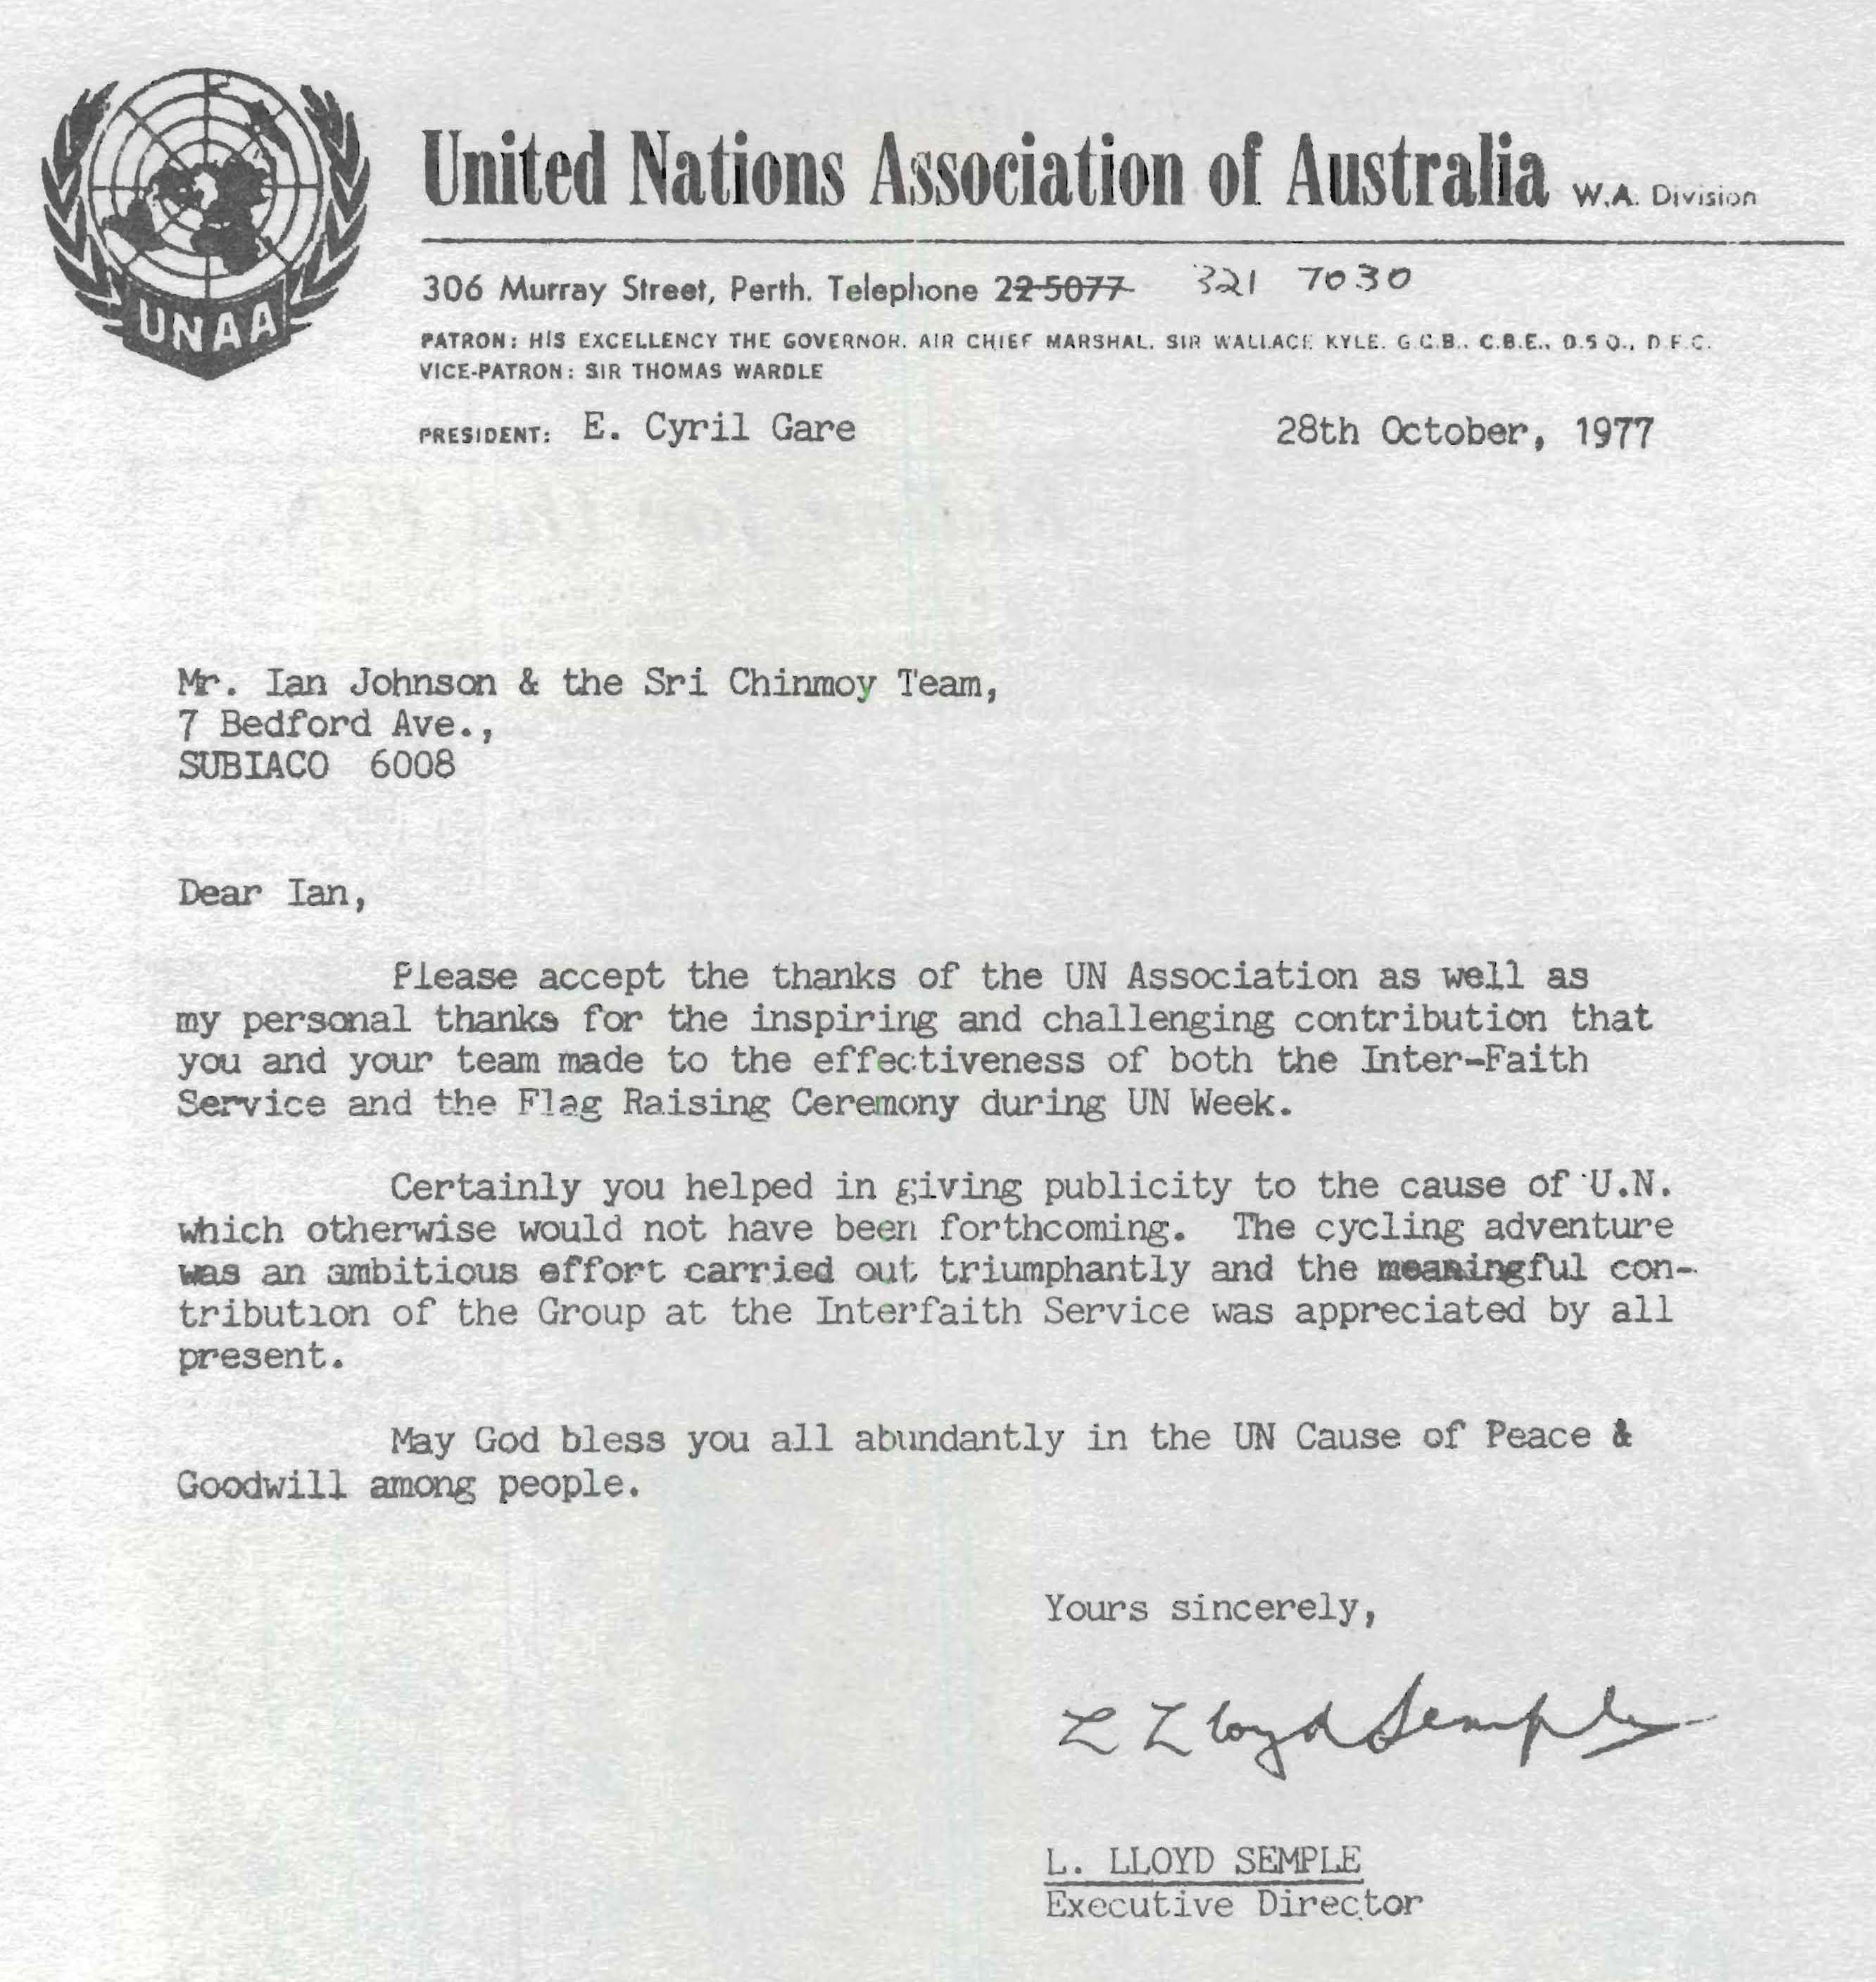 United Nations Association of Australia W.A. Division
UNAA
306 Murray Street, Perth. Telephone 22 5077 321 7030
PATRON: HIS EXCELLENCY THE GOVERNOR. AIR CHIEF MARSHAL. SIR WALLACE KYLE. G.C.B., C.B.E., D.S.O., D.F.C.
VICE-PATRON: SIR THOMAS WARDLE
PRESIDENT: E. Cyril Gare 28th October, 1977
Mr. Ian Johnson & the Sri Chinmoy Team,
7 Bedford Ave.,
SUBIACO 6008
Dear Ian,
Please accept the thanks of the UN Association as well as
my personal thanks for the inspiring and challenging contribution that
you and your team made to the effectiveness of both the Inter-Faith
Service and the Flag Raising Ceremony during UN Week.
Certainly you helped in giving publicity to the cause of U.N.
which otherwise would not have been forthcoming. The cycling adventure
was an ambitious effort carried out triumphantly and the meaningful con-
tribution of the Group at the Interfaith Service was appreciated by all
present.
May God bless you all abundantly in the UN Cause of Peace &
Goodwill among people.
Yours sincerely,
L Lloyd Semple
L. LLOYD SEMPLE
Executive Director